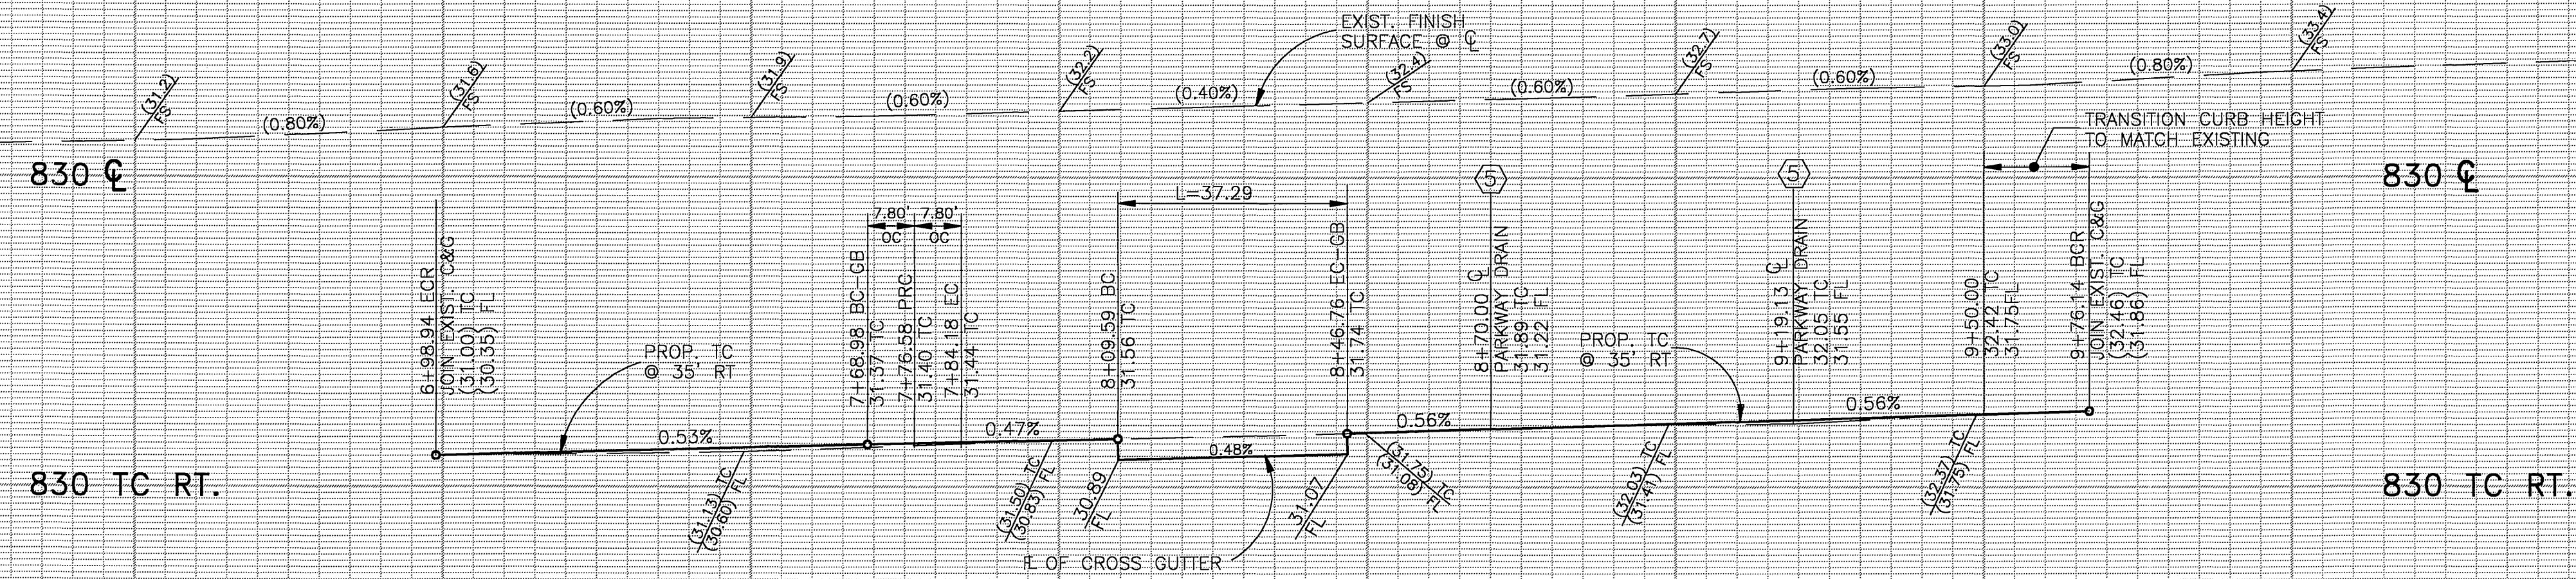 EXIST. FINISH
SURFACE @ ℄
(31.2)
FS
(31.6)
FS
(31.9)
FS
(32.2)
FS
(32.4)
FS
(32.7)
FS
(33.0)
FS
(33.4)
FS
(0.80%)
(0.60%)
(0.60%)
(0.40%)
(0.60%)
(0.60%)
(0.80%)
TRANSITION CURB HEIGHT
TO MATCH EXISTING
830 ℄
830 ℄
5
5
L=37.29
7.80'
OC
7.80'
OC
6+98.94 ECR
JOIN EXIST. C&G
(31.00) TC
(30.35) FL
7+68.98 BC-GB
31.37 TC
7+76.58 PRC
31.40 TC
7+84.18 EC
31.44 TC
8+09.59 BC
31.56 TC
8+46.76 EC-GB
31.74 TC
8+70.00 ℄
PARKWAY DRAIN
31.89 TC
31.22 FL
9+19.13 ℄
PARKWAY DRAIN
32.05 TC
31.55 FL
9+50.00
32.42 TC
31.75FL
9+76.14 BCR
JOIN EXIST. C&G
(32.46) TC
(31.86) FL
PROP. TC
@ 35' RT
PROP. TC
@ 35' RT
0.53%
0.47%
0.48%
0.56%
0.56%
830 TC RT.
830 TC RT.
(31.13) TC
(30.60) FL
(31.50) TC
(30.83) FL
30.89
FL
31.07
FL
(31.75) TC
(31.08) FL
(32.03) TC
(31.41) FL
(32.37) TC
(31.75) FL
FL OF CROSS GUTTER